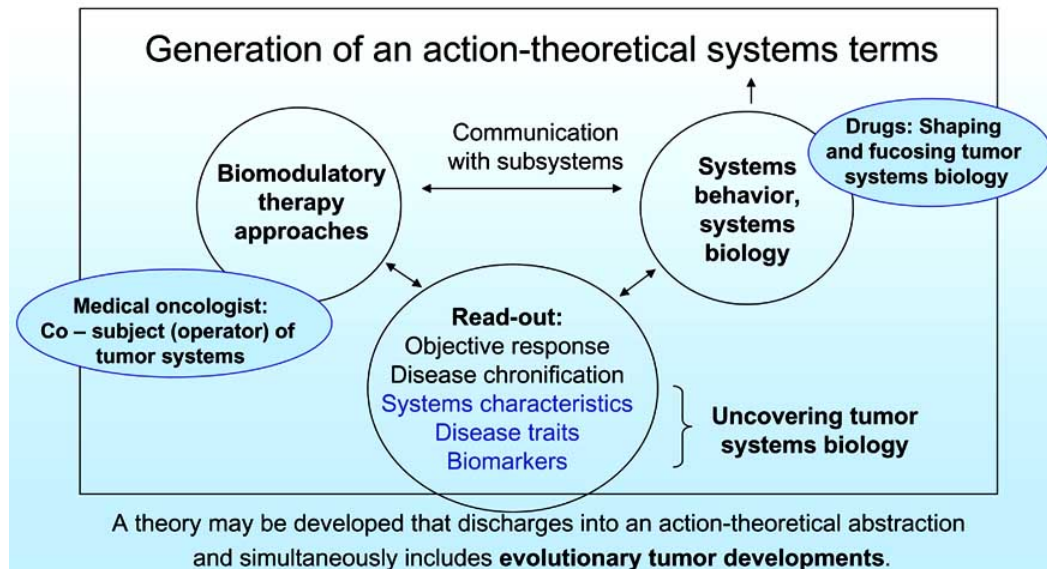 Generation of an action-theoretical systems terms
Communication
with subsystems
Biomodulatory
therapy
approaches
Systems
behavior,
systems
biology
Drugs: Shaping
and fucosing tumor
systems biology
Medical oncologist:
Co – subject (operator) of
tumor systems
Read-out:
Objective response
Disease chronification
Systems characteristics
Disease traits
Biomarkers
Uncovering tumor
systems biology
A theory may be developed that discharges into an action-theoretical abstraction
and simultaneously includes evolutionary tumor developments.